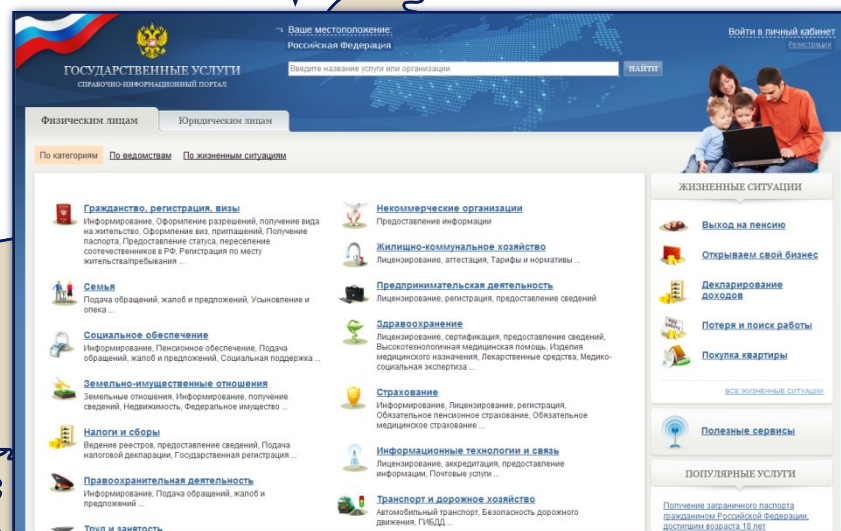 Ваше местоположение:
Российская Федерация
Войти в личный кабинет
Регистрация
ГОСУДАРСТВЕННЫЕ УСЛУГИ
СПРАВОЧНО-ИНФОРМАЦИОННЫЙ ПОРТАЛ
Введите название услуги или организации
НАЙТИ
Физическим лицам
Юридическим лицам
По категориям По ведомствам По жизненным ситуациям
Гражданство, регистрация, визы
Информирование, Оформление разрешений, получение вида
на жительство, Оформление виз, приглашений, Получение
паспорта, Предоставление статуса, переселение
соотечественников в РФ, Регистрация по месту
жительства/пребывания ...
Семья
Подача обращений, жалоб и предложений, Усыновление и
опека ...
Социальное обеспечение
Информирование, Пенсионное обеспечение, Подача
обращений, жалоб и предложений, Социальная поддержка ...
Земельно-имущественные отношения
Земельные отношения, Информирование, получение
сведений, Недвижимость, Федеральное имущество ...
Налоги и сборы
Ведение реестров, предоставление сведений, Подача
налоговой декларации, Государственная регистрация ...
Правоохранительная деятельность
Информирование, Подача обращений, жалоб и
предложений ...
Труд и занятость
Некоммерческие организации
Предоставление информации
Жилищно-коммунальное хозяйство
Лицензирование, аттестация, Тарифы и нормативы ...
Предпринимательская деятельность
Лицензирование, регистрация, предоставление сведений
Здравоохранение
Лицензирование, сертификация, предоставление сведений,
Высокотехнологичная медицинская помощь, Изделия
медицинского назначения, Лекарственные средства, Медико-
социальная экспертиза ...
Страхование
Информирование, Лицензирование, регистрация,
Обязательное пенсионное страхование, Обязательное
медицинское страхование ...
Информационные технологии и связь
Лицензирование, аккредитация, предоставление
информации, Почтовые услуги ...
Транспорт и дорожное хозяйство
Автомобильный транспорт, Безопасность дорожного
движения, ГИБДД ...
ЖИЗНЕННЫЕ СИТУАЦИИ
Выход на пенсию
Открываем свой бизнес
Декларирование
доходов
Потеря и поиск работы
Покупка квартиры
ВСЕ ЖИЗНЕННЫЕ СИТУАЦИИ
Полезные сервисы
ПОПУЛЯРНЫЕ УСЛУГИ
Получение заграничного паспорта
гражданином Российской Федерации,
достигшим возраста 18 лет